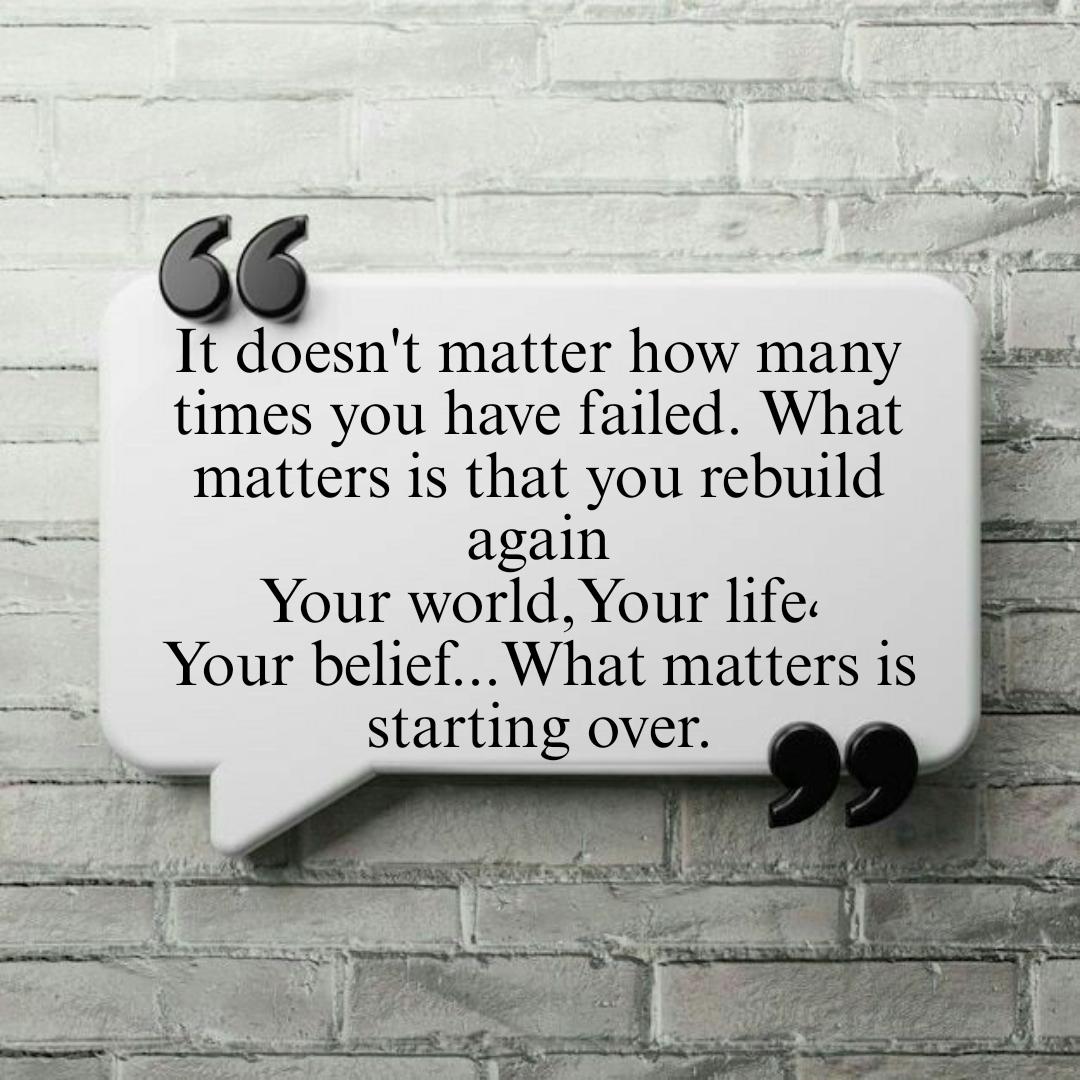 It doesn't matter how many
times you have failed. What
matters is that you rebuild
again
Your world,Your life،
Your belief...What matters is
starting over.